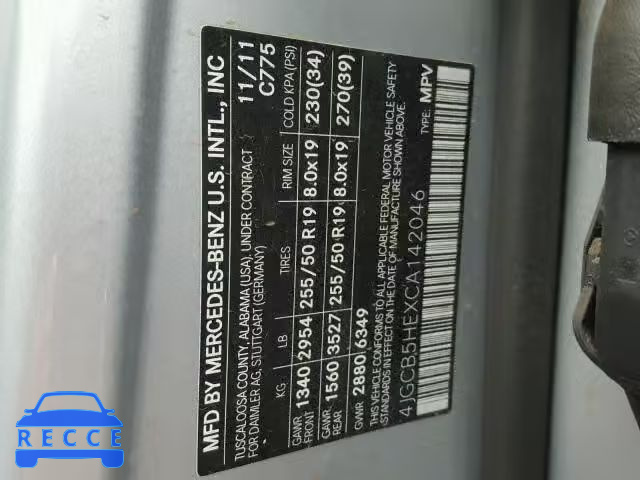 MFD BY MERCEDES-BENZ U.S. INTL., INC
TUSCALOOSA COUNTY, ALABAMA (USA). UNDER CONTRACT 11/11
FOR DAIMLER AG, STUTTGART (GERMANY) C775
KG LB TIRES RIM SIZE COLD KPA (PSI)
GAWR FRONT 1340 2954 255/50 R19 8.0x19 230(34)
GAWR REAR 1560 3527 255/50 R19 8.0x19 270(39)
GVWR 2880 6349
THIS VEHICLE CONFORMS TO ALL APPLICABLE FEDERAL MOTOR VEHICLE SAFETY
STANDARDS IN EFFECT ON THE DATE OF MANUFACTURE SHOWN ABOVE.
4JGCB5HEXCA142046 TYPE: MPV
RECCE